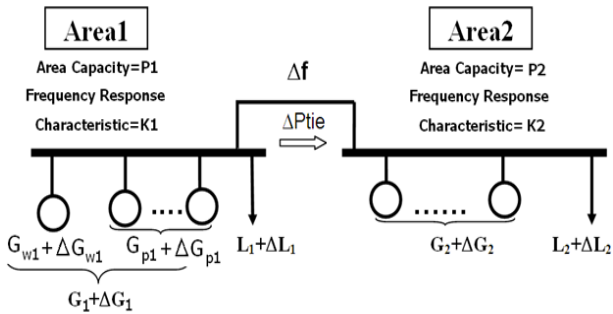 Area1
Area Capacity=P1
Frequency Response
Characteristic=K1
Δf
ΔPtie
Area2
Area Capacity= P2
Frequency Response
Characteristic= K2
Gw1+ΔGw1
Gp1+ΔGp1
L1+ΔL1
G1+ΔG1
G2+ΔG2
L2+ΔL2